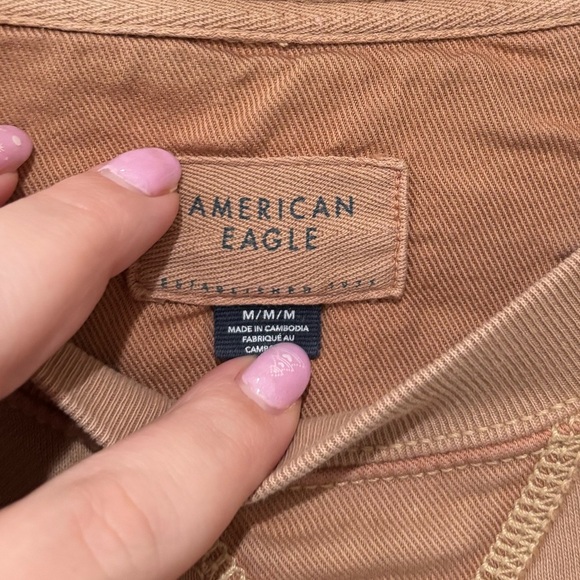 AMERICAN
EAGLE
ESTABLISHED 1977
M/M/M
MADE IN CAMBODIA
FABRIQUÉ AU